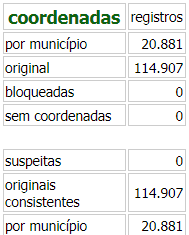 coordenadas registros
por município 20.881
original 114.907
bloqueadas 0
sem coordenadas 0
suspeitas 0
originais
consistentes 114.907
por município 20.881